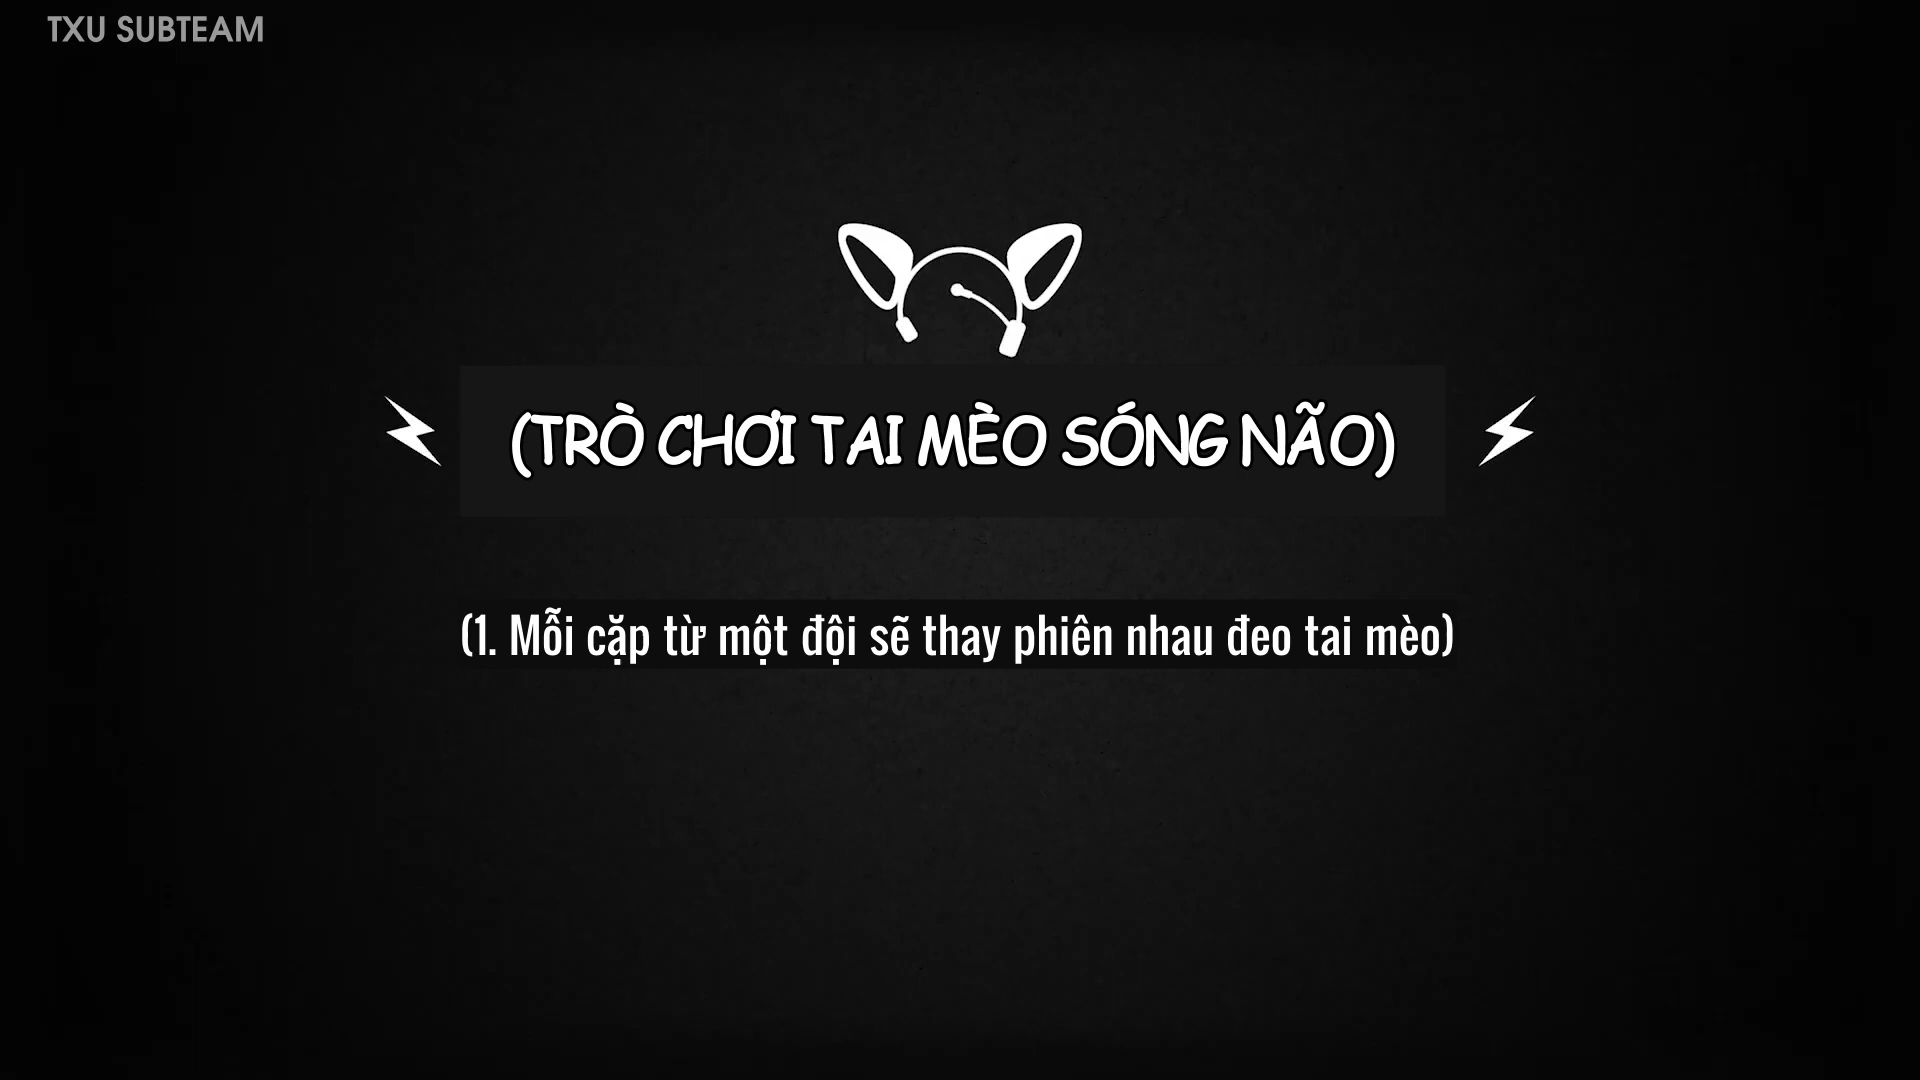 TXU SUBTEAM
(TRÒ CHƠI TAI MÈO SÓNG NÃO)
(1. Mỗi cặp từ một đội sẽ thay phiên nhau đeo tai mèo)